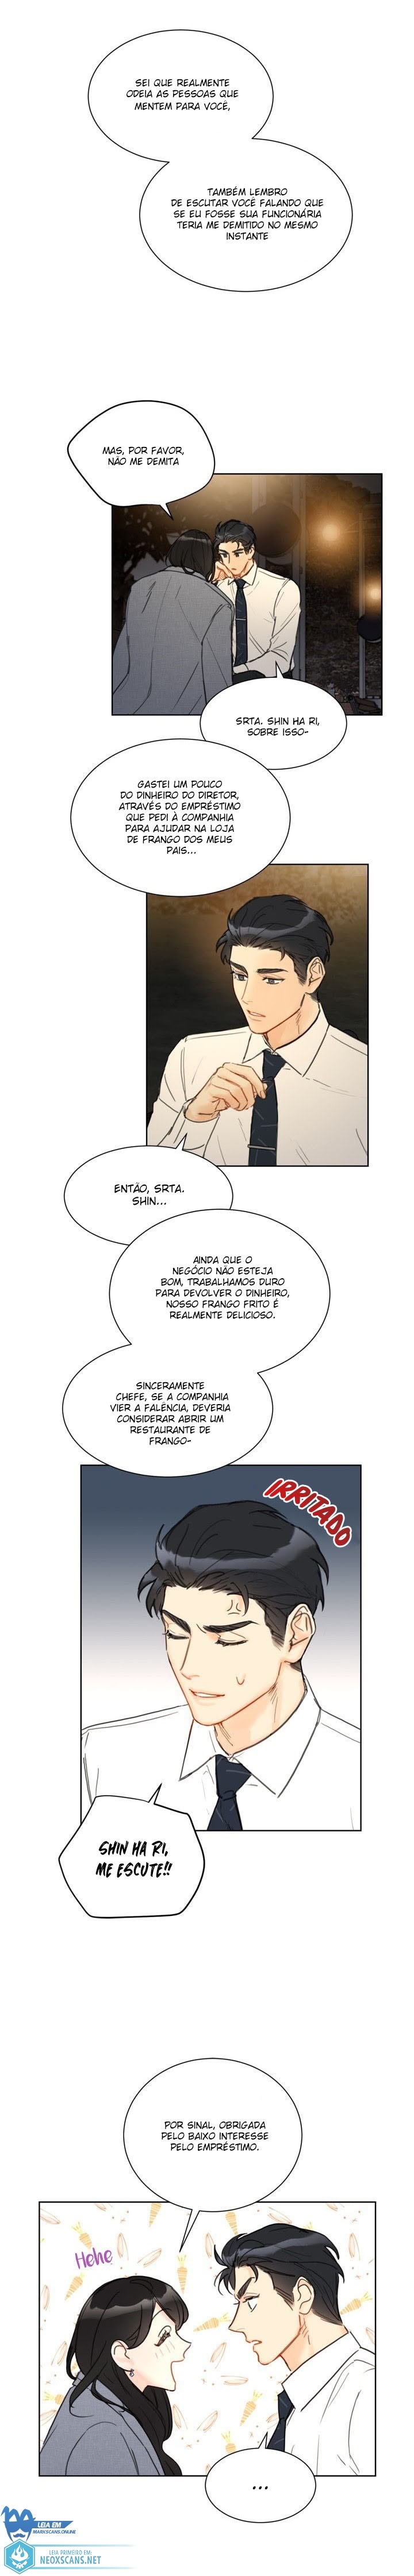 SEI QUE REALMENTE
ODEIA AS PESSOAS QUE
MENTEM PARA VOCÊ,
TAMBÉM LEMBRO
DE ESCUTAR VOCÊ FALANDO QUE
SE EU FOSSE SUA FUNCIONÁRIA
TERIA ME DEMITIDO NO MESMO
INSTANTE
MAS, POR FAVOR,
NÃO ME DEMITA
SRTA. SHIN HA RI,
SOBRE ISSO-
GASTEI UM POUCO
DO DINHEIRO DO DIRETOR,
ATRAVÉS DO EMPRÉSTIMO
QUE PEDI À COMPANHIA
PARA AJUDAR NA LOJA
DE FRANGO DOS MEUS
PAIS...
ENTÃO, SRTA.
SHIN...
AINDA QUE O
NEGÓCIO NÃO ESTEJA
BOM, TRABALHAMOS DURO
PARA DEVOLVER O DINHEIRO,
NOSSO FRANGO FRITO É
REALMENTE DELICIOSO.
SINCERAMENTE
CHEFE, SE A COMPANHIA
VIER A FALÊNCIA, DEVERIA
CONSIDERAR ABRIR UM
RESTAURANTE DE
FRANGO-
IRRITADO
SHIN HA RI,
ME ESCUTE!!
POR SINAL, OBRIGADA
PELO BAIXO INTERESSE
PELO EMPRÉSTIMO.
Hehe
...
LEIA EM
MARKSCANS.ONLINE
LEIA PRIMEIRO EM:
NEOXSCANS.NET